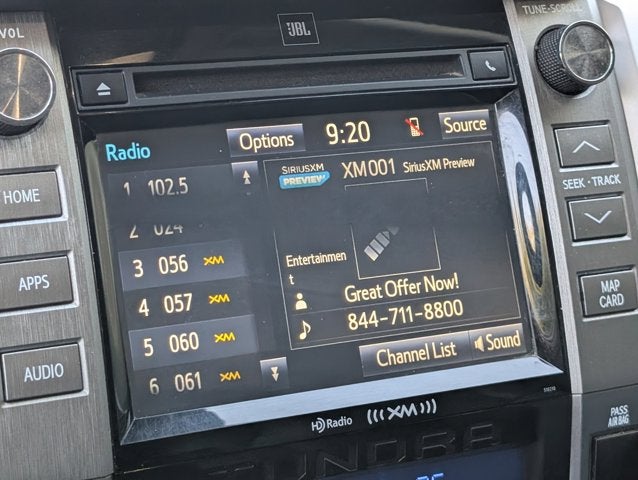 VOL
JBL
TUNE·SCROLL
Radio
Options
9:20
Source
1 102.5
SIRIUSXM
PREVIEW
XM001 SiriusXM Preview
2 024
3 056 XM
4 057 XM
5 060 XM
6 061 XM
Entertainmen
t
Great Offer Now!
844-711-8800
Channel List
Sound
HOME
APPS
AUDIO
SEEK·TRACK
MAP
CARD
PASS
AIR BAG
HD Radio
(((XM)))
510210
TUNDRA